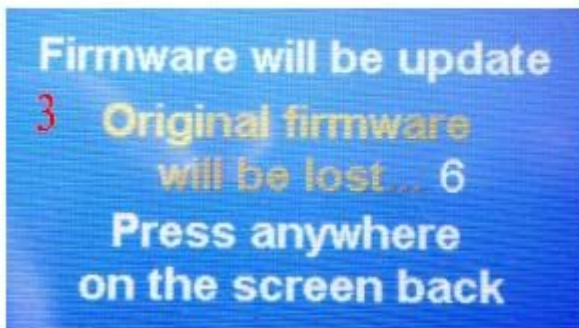 Firmware will be update
3 Original firmware
will be lost... 6
Press anywhere
on the screen back